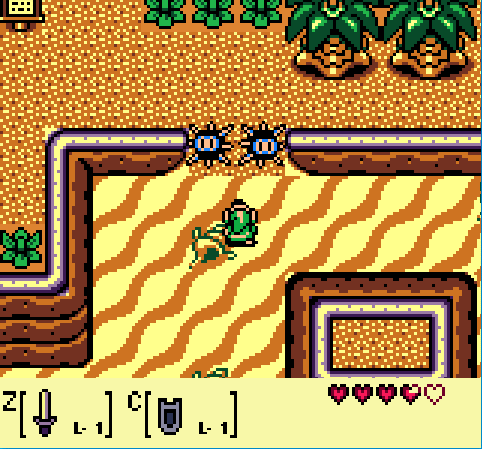 Z[ L-1 ] C[ L-1 ]